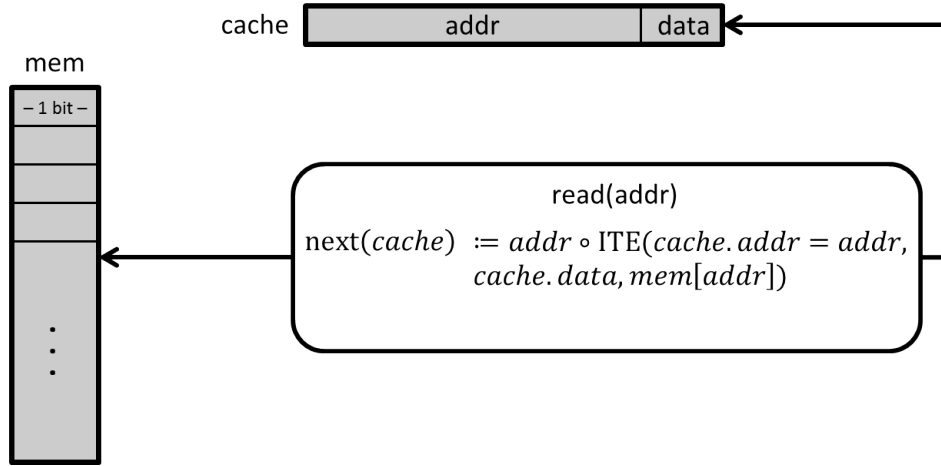 cache addr data
mem
– 1 bit –
read(addr)
next(cache) := addr ∘ ITE(cache.addr = addr,
cache.data, mem[addr])
⋮